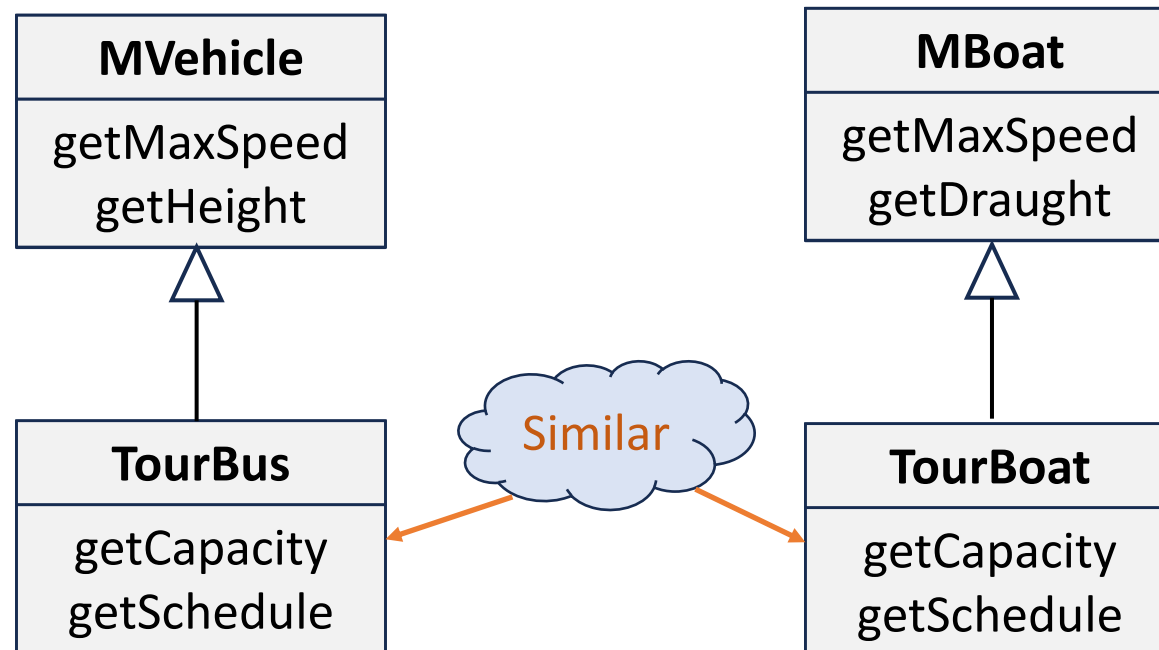 MVehicle
getMaxSpeed
getHeight
MBoat
getMaxSpeed
getDraught
Similar
TourBus
getCapacity
getSchedule
TourBoat
getCapacity
getSchedule